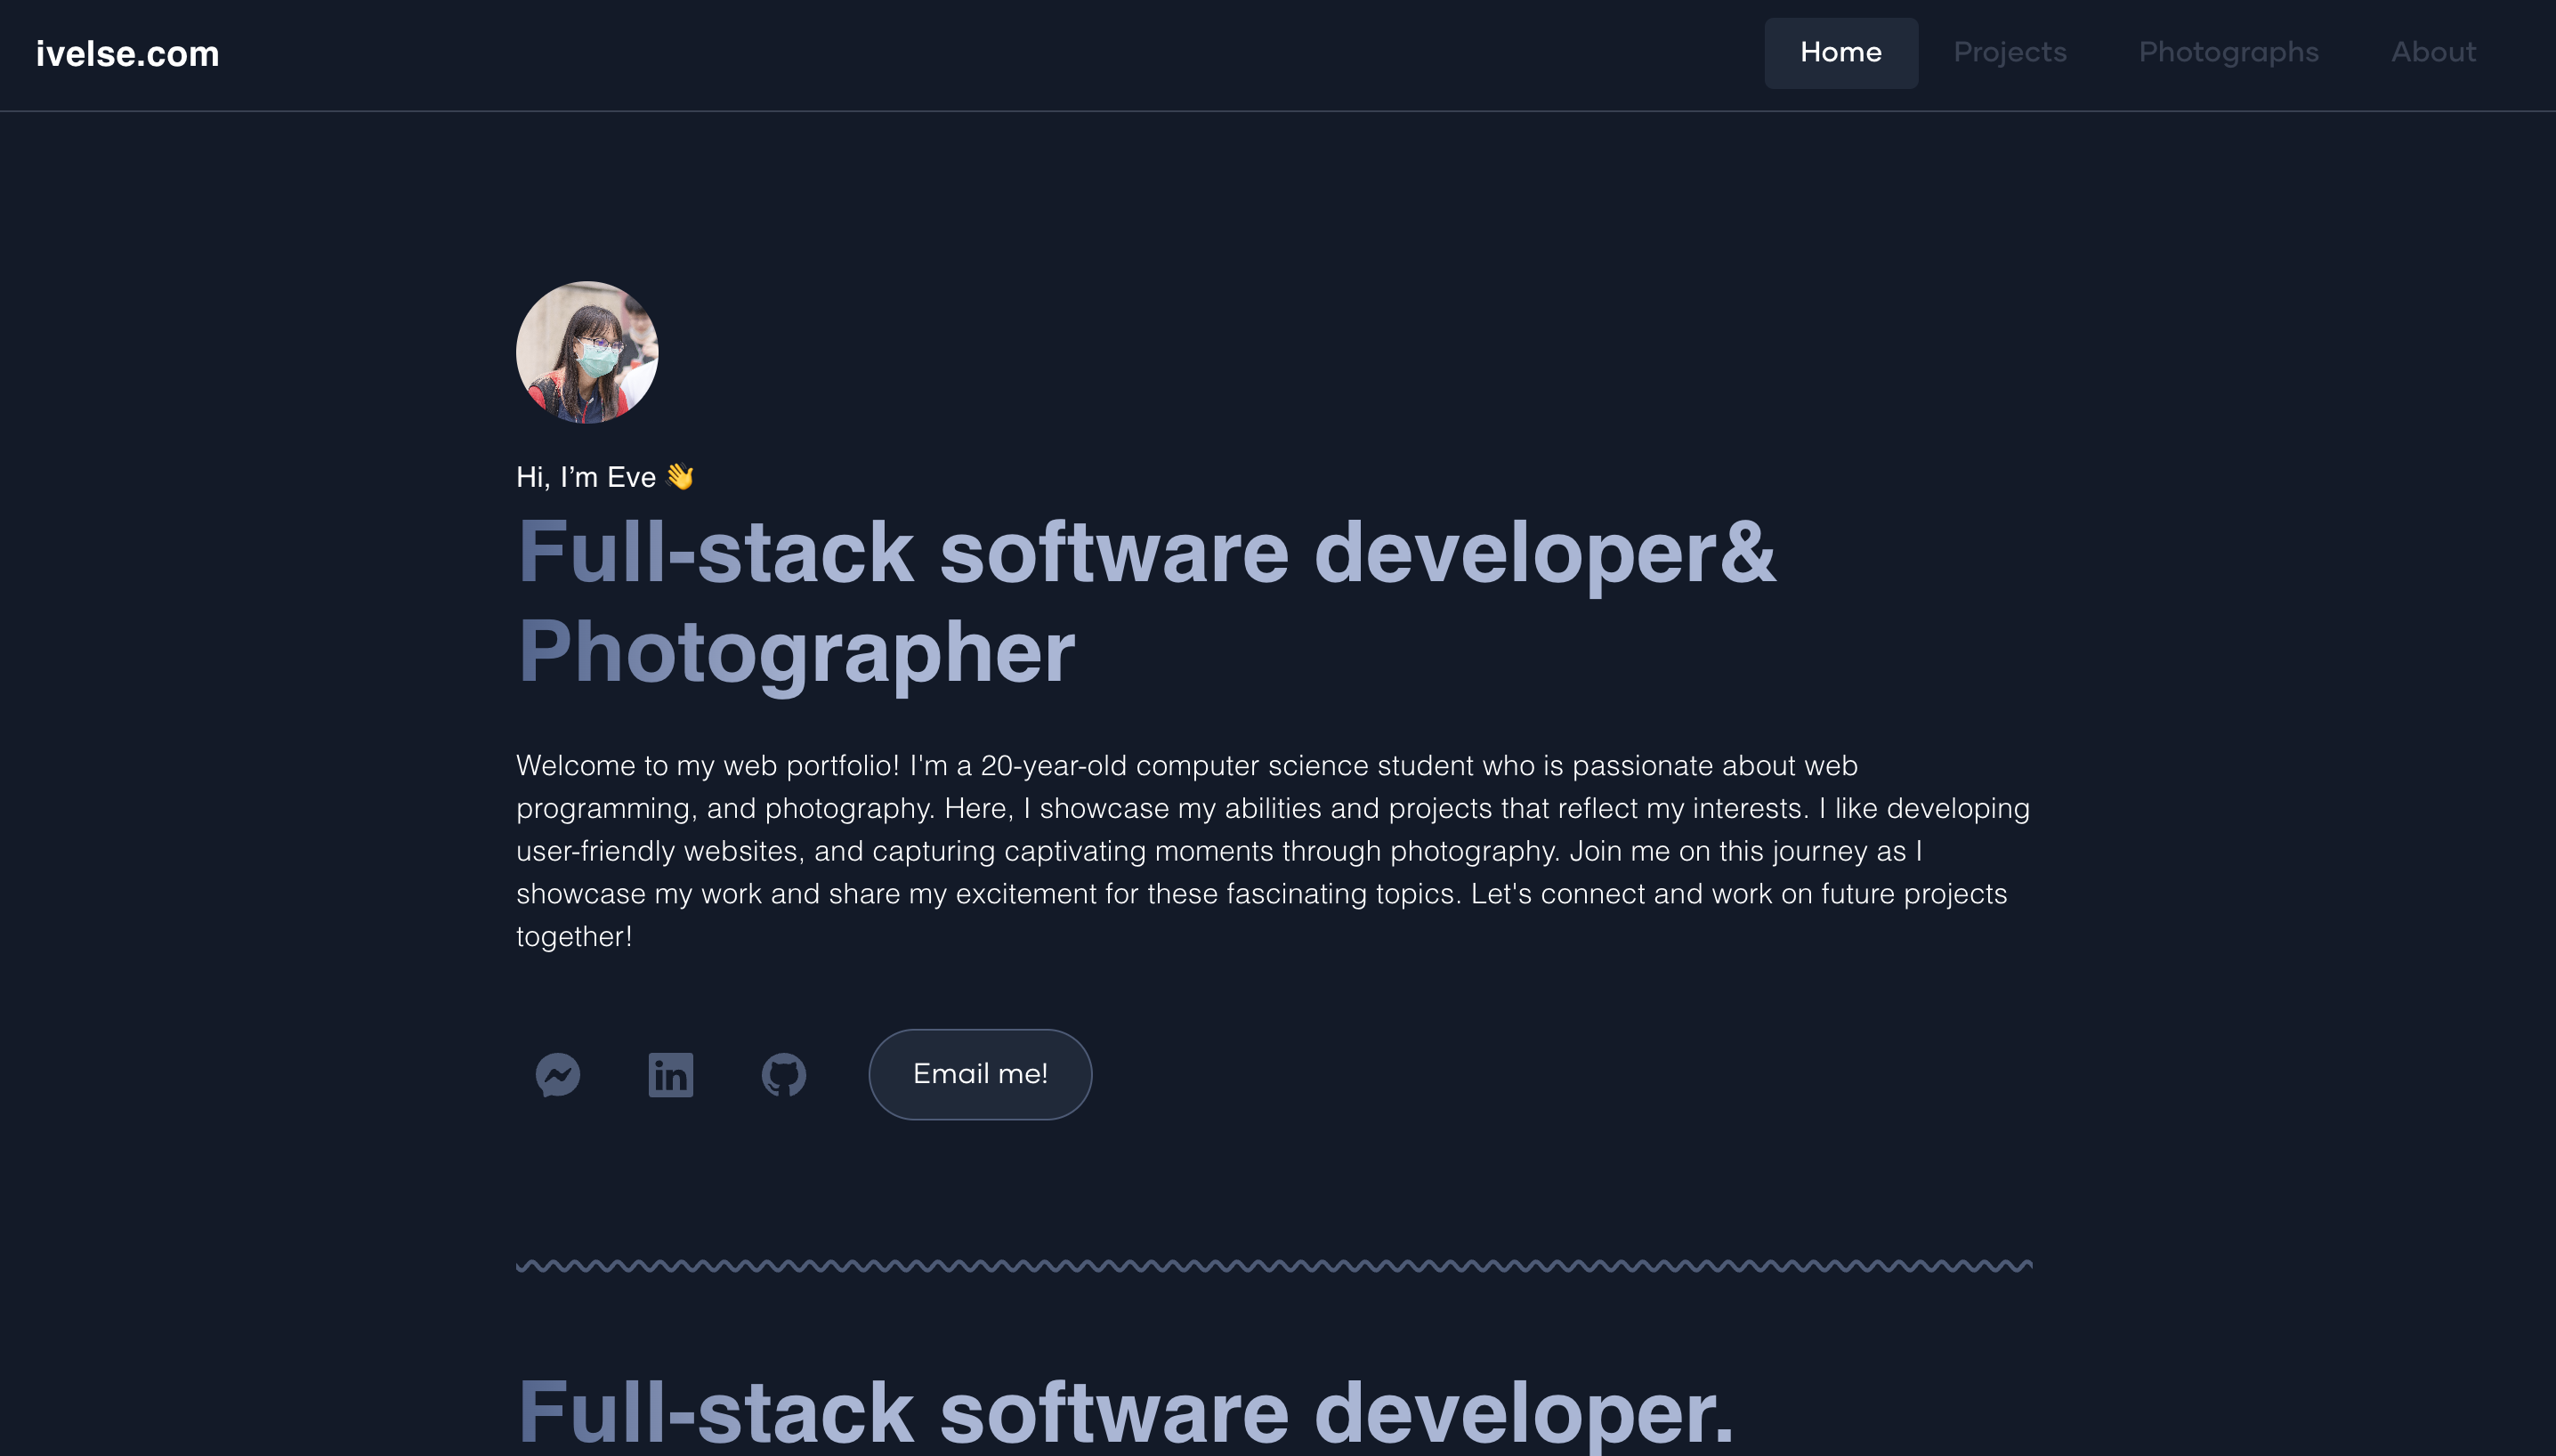 ivelse.com
Home Projects Photographs About
Hi, I’m Eve 👋
Full-stack software developer&
Photographer
Welcome to my web portfolio! I'm a 20-year-old computer science student who is passionate about web
programming, and photography. Here, I showcase my abilities and projects that reflect my interests. I like developing
user-friendly websites, and capturing captivating moments through photography. Join me on this journey as I
showcase my work and share my excitement for these fascinating topics. Let's connect and work on future projects
together!
in
Email me!
Full-stack software developer.